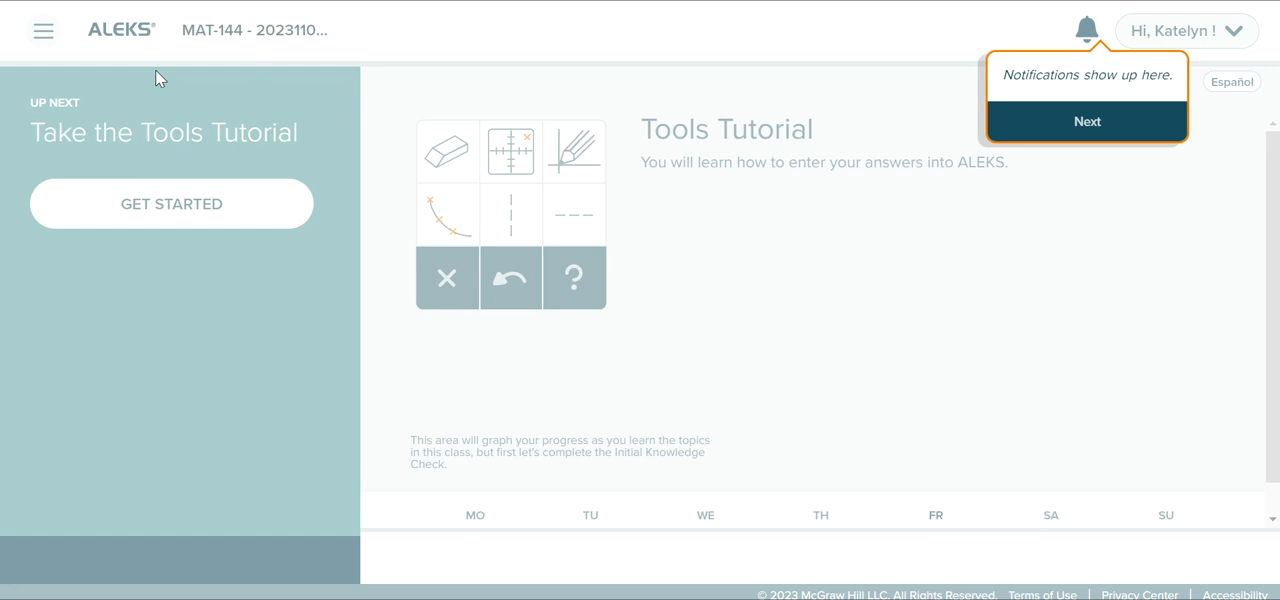 ALEKS® MAT-144 - 2023110... Hi, Katelyn !
Notifications show up here.
Next
Español
UP NEXT
Take the Tools Tutorial
GET STARTED
Tools Tutorial
You will learn how to enter your answers into ALEKS.
This area will graph your progress as you learn the topics
in this class, but first let's complete the Initial Knowledge
Check.
MO TU WE TH FR SA SU
© 2023 McGraw Hill LLC. All Rights Reserved. Terms of Use | Privacy Center | Accessibility